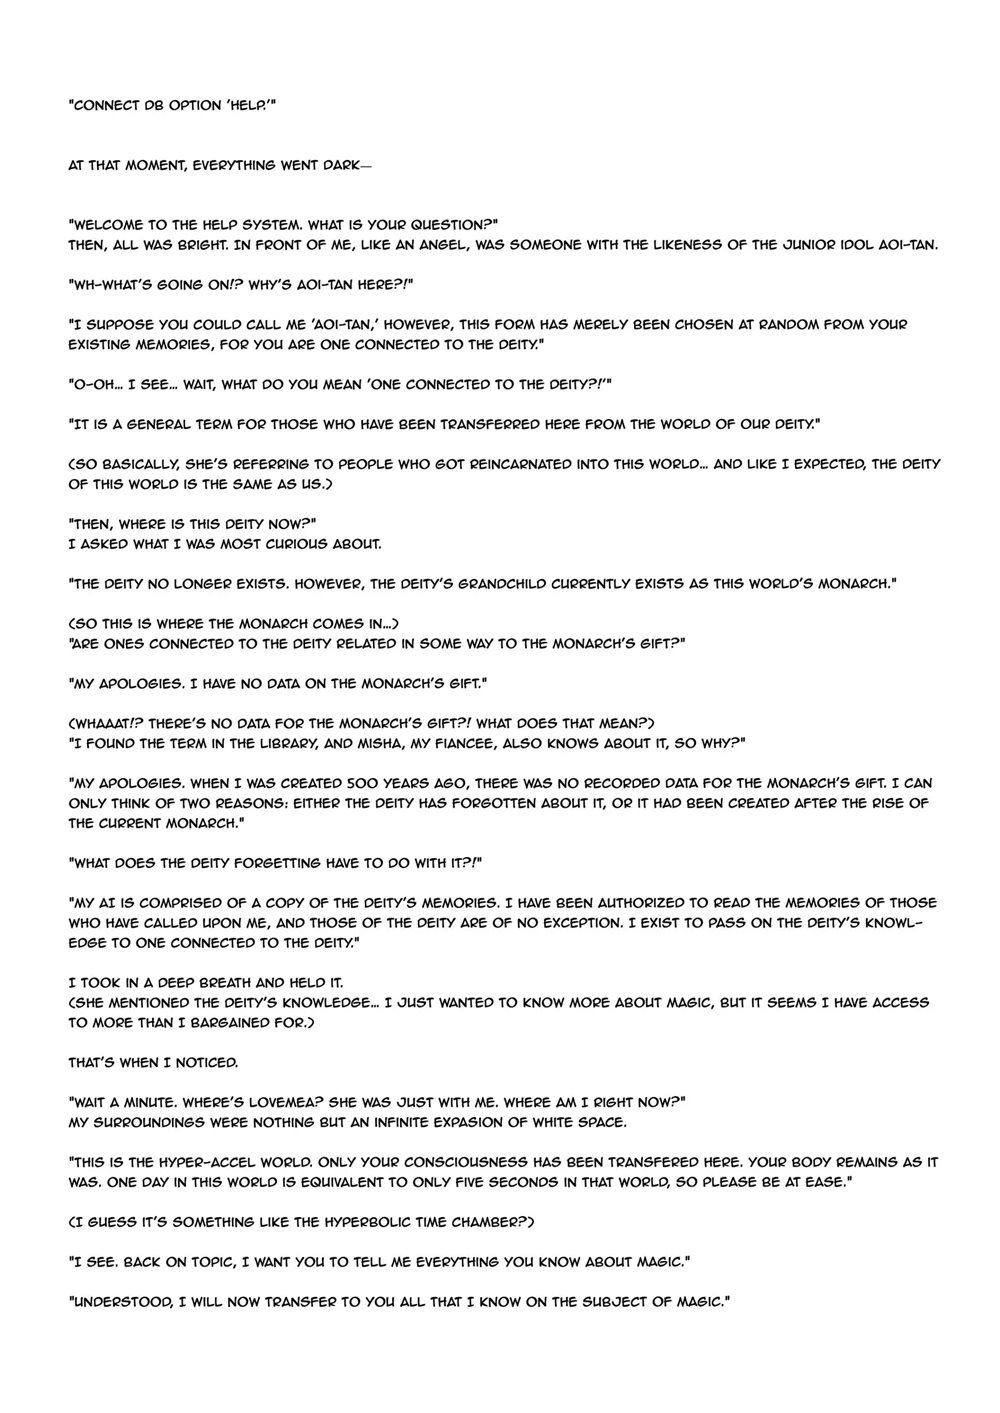 "CONNECT DB OPTION 'HELP.'"
AT THAT MOMENT, EVERYTHING WENT DARK—
"WELCOME TO THE HELP SYSTEM. WHAT IS YOUR QUESTION?"
THEN, ALL WAS BRIGHT. IN FRONT OF ME, LIKE AN ANGEL, WAS SOMEONE WITH THE LIKENESS OF THE JUNIOR IDOL AOI-TAN.
"WH-WHAT'S GOING ON!? WHY'S AOI-TAN HERE?!"
"I SUPPOSE YOU COULD CALL ME 'AOI-TAN,' HOWEVER, THIS FORM HAS MERELY BEEN CHOSEN AT RANDOM FROM YOUR
EXISTING MEMORIES, FOR YOU ARE ONE CONNECTED TO THE DEITY."
"O-OH... I SEE... WAIT, WHAT DO YOU MEAN 'ONE CONNECTED TO THE DEITY?!'"
"IT IS A GENERAL TERM FOR THOSE WHO HAVE BEEN TRANSFERRED HERE FROM THE WORLD OF OUR DEITY."
(SO BASICALLY, SHE'S REFERRING TO PEOPLE WHO GOT REINCARNATED INTO THIS WORLD... AND LIKE I EXPECTED, THE DEITY
OF THIS WORLD IS THE SAME AS US.)
"THEN, WHERE IS THIS DEITY NOW?"
I ASKED WHAT I WAS MOST CURIOUS ABOUT.
"THE DEITY NO LONGER EXISTS. HOWEVER, THE DEITY'S GRANDCHILD CURRENTLY EXISTS AS THIS WORLD'S MONARCH."
(SO THIS IS WHERE THE MONARCH COMES IN...)
"ARE ONES CONNECTED TO THE DEITY RELATED IN SOME WAY TO THE MONARCH'S GIFT?"
"MY APOLOGIES. I HAVE NO DATA ON THE MONARCH'S GIFT."
(WHAAAT!? THERE'S NO DATA FOR THE MONARCH'S GIFT?! WHAT DOES THAT MEAN?)
"I FOUND THE TERM IN THE LIBRARY, AND MISHA, MY FIANCEE, ALSO KNOWS ABOUT IT, SO WHY?"
"MY APOLOGIES. WHEN I WAS CREATED 500 YEARS AGO, THERE WAS NO RECORDED DATA FOR THE MONARCH'S GIFT. I CAN
ONLY THINK OF TWO REASONS: EITHER THE DEITY HAS FORGOTTEN ABOUT IT, OR IT HAD BEEN CREATED AFTER THE RISE OF
THE CURRENT MONARCH."
"WHAT DOES THE DEITY FORGETTING HAVE TO DO WITH IT?!"
"MY AI IS COMPRISED OF A COPY OF THE DEITY'S MEMORIES. I HAVE BEEN AUTHORIZED TO READ THE MEMORIES OF THOSE
WHO HAVE CALLED UPON ME, AND THOSE OF THE DEITY ARE OF NO EXCEPTION. I EXIST TO PASS ON THE DEITY'S KNOWL-
EDGE TO ONE CONNECTED TO THE DEITY."
I TOOK IN A DEEP BREATH AND HELD IT.
(SHE MENTIONED THE DEITY'S KNOWLEDGE... I JUST WANTED TO KNOW MORE ABOUT MAGIC, BUT IT SEEMS I HAVE ACCESS
TO MORE THAN I BARGAINED FOR.)
THAT'S WHEN I NOTICED.
"WAIT A MINUTE. WHERE'S LOVEMEA? SHE WAS JUST WITH ME. WHERE AM I RIGHT NOW?"
MY SURROUNDINGS WERE NOTHING BUT AN INFINITE EXPASION OF WHITE SPACE.
"THIS IS THE HYPER-ACCEL WORLD. ONLY YOUR CONSCIOUSNESS HAS BEEN TRANSFERED HERE. YOUR BODY REMAINS AS IT
WAS. ONE DAY IN THIS WORLD IS EQUIVALENT TO ONLY FIVE SECONDS IN THAT WORLD, SO PLEASE BE AT EASE."
(I GUESS IT'S SOMETHING LIKE THE HYPERBOLIC TIME CHAMBER?)
"I SEE. BACK ON TOPIC, I WANT YOU TO TELL ME EVERYTHING YOU KNOW ABOUT MAGIC."
"UNDERSTOOD, I WILL NOW TRANSFER TO YOU ALL THAT I KNOW ON THE SUBJECT OF MAGIC."